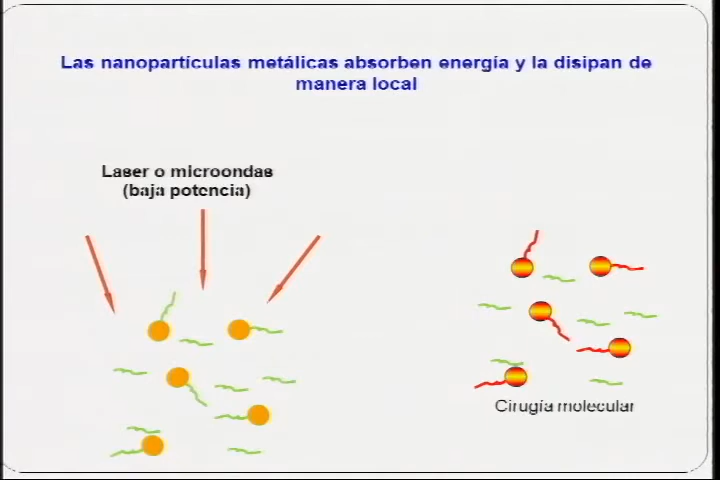 Las nanopartículas metálicas absorben energía y la disipan de
manera local
Laser o microondas
(baja potencia)
Cirugía molecular